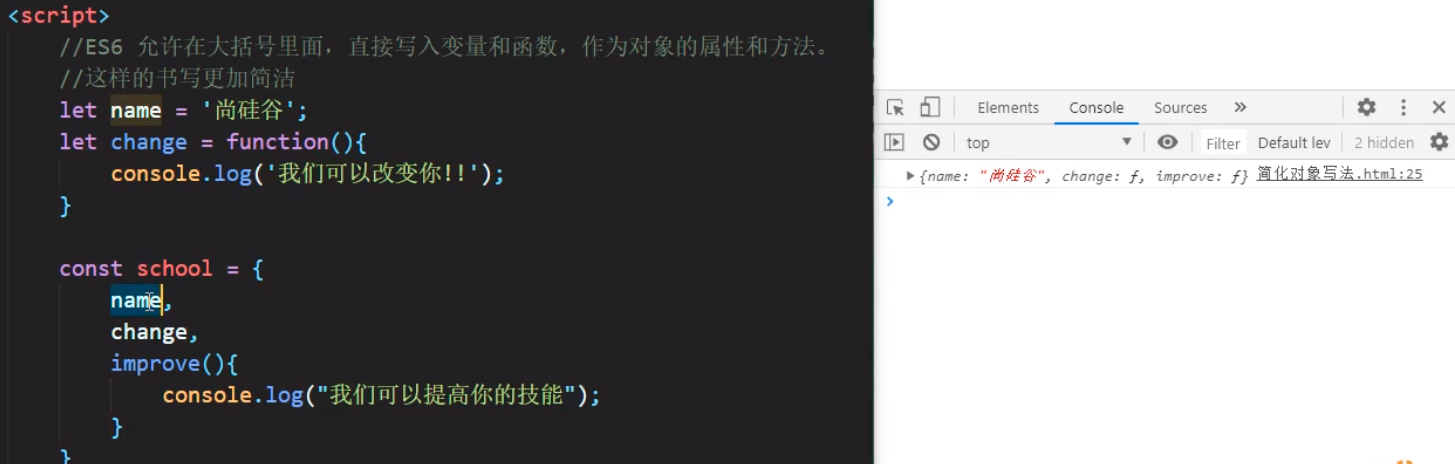 <script>
//ES6 允许在大括号里面，直接写入变量和函数，作为对象的属性和方法。
//这样的书写更加简洁
let name = '尚硅谷';
let change = function(){
console.log('我们可以改变你!!');
}
const school = {
name,
change,
improve(){
console.log("我们可以提高你的技能");
}
}
Elements Console Sources »
top Filter Default lev 2 hidden
{name: "尚硅谷", change: ƒ, improve: ƒ} 简化对象写法.html:25